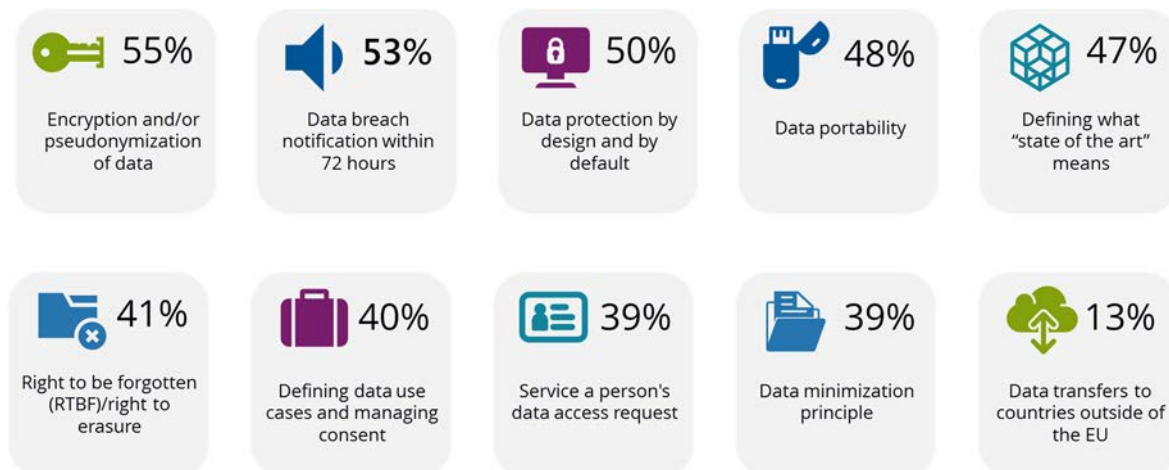 55%
Encryption and/or
pseudonymization
of data
53%
Data breach
notification within
72 hours
50%
Data protection by
design and by
default
48%
Data portability
47%
Defining what
“state of the art”
means
41%
Right to be forgotten
(RTBF)/right to
erasure
40%
Defining data use
cases and managing
consent
39%
Service a person's
data access request
39%
Data minimization
principle
13%
Data transfers to
countries outside of
the EU